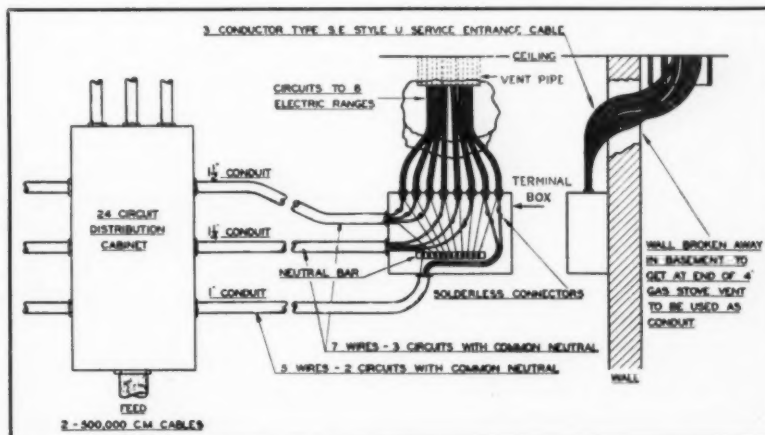 3 CONDUCTOR TYPE S.E. STYLE U SERVICE ENTRANCE CABLE
CEILING
VENT PIPE
CIRCUITS TO 8
ELECTRIC RANGES
1½" CONDUIT
TERMINAL
BOX
24 CIRCUIT
DISTRIBUTION
CABINET
1½" CONDUIT
NEUTRAL BAR
WALL BROKEN AWAY
IN BASEMENT TO
GET AT END OF 4"
GAS STOVE VENT
TO BE USED AS
CONDUIT
1" CONDUIT
SOLDERLESS CONNECTORS
7 WIRES - 3 CIRCUITS WITH COMMON NEUTRAL
5 WIRES - 2 CIRCUITS WITH COMMON NEUTRAL
WALL
FEED
2 - 500,000 C.M. CABLES